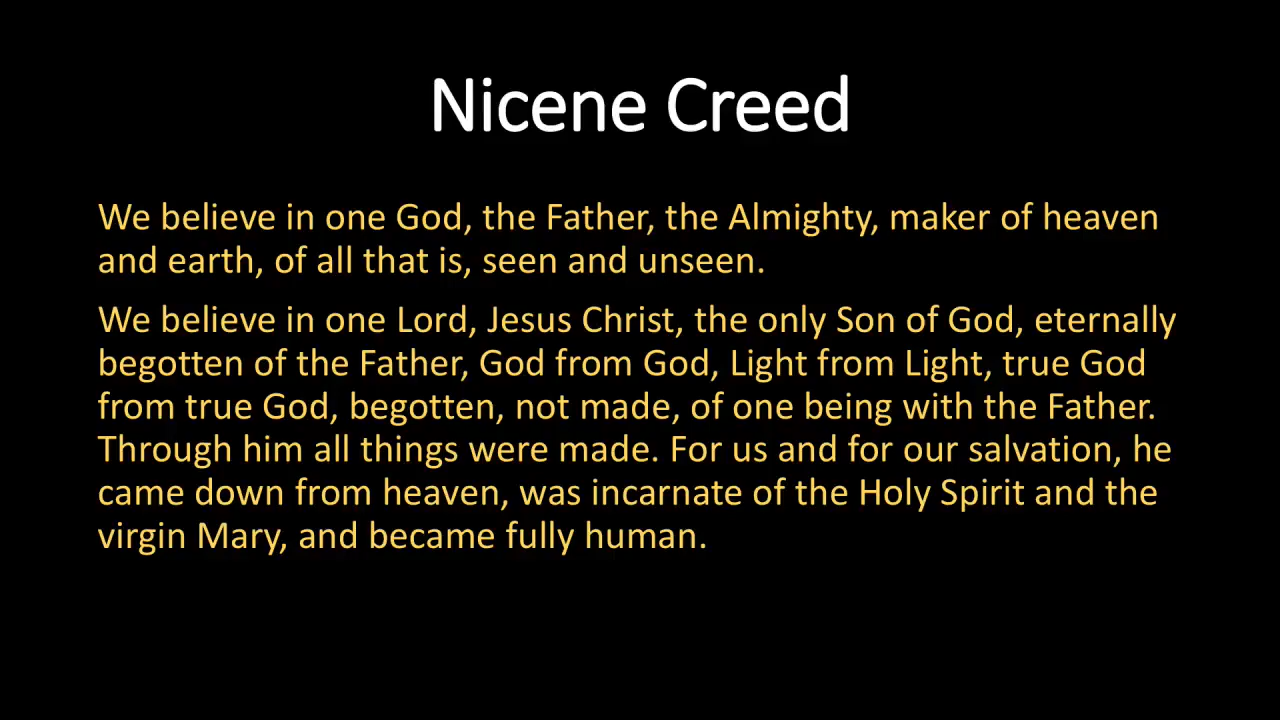 Nicene Creed
We believe in one God, the Father, the Almighty, maker of heaven
and earth, of all that is, seen and unseen.
We believe in one Lord, Jesus Christ, the only Son of God, eternally
begotten of the Father, God from God, Light from Light, true God
from true God, begotten, not made, of one being with the Father.
Through him all things were made. For us and for our salvation, he
came down from heaven, was incarnate of the Holy Spirit and the
virgin Mary, and became fully human.